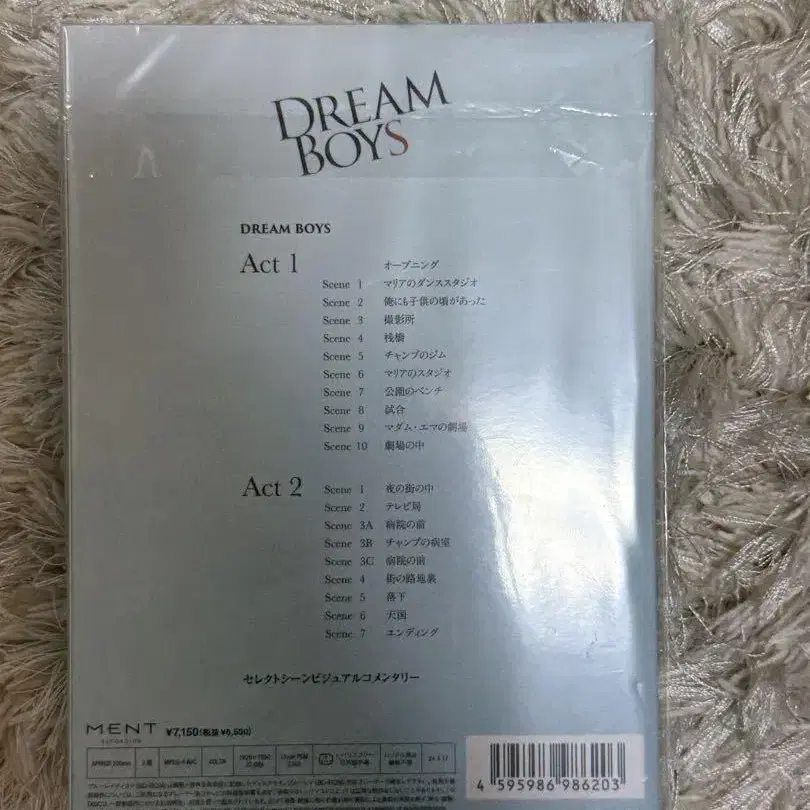 DREAM
BOYS
DREAM BOYS
Act 1 オープニング
Scene 1 マリアのダンススタジオ
Scene 2 俺にも子供の頃があった
Scene 3 撮影所
Scene 4 桟橋
Scene 5 チャンプのジム
Scene 6 マリアのスタジオ
Scene 7 公園のベンチ
Scene 8 試合
Scene 9 マダム・エマの劇場
Scene 10 劇場の中
Act 2 Scene 1 夜の街の中
Scene 2 テレビ局
Scene 3A 病院の前
Scene 3B チャンプの病室
Scene 3C 病院の前
Scene 4 街の路地裏
Scene 5 落下
Scene 6 天国
Scene 7 エンディング
セレクトシーンビジュアルコメンタリー
MENT
¥7,150(税抜 ¥6,500)
COLOR
4 595986 986203